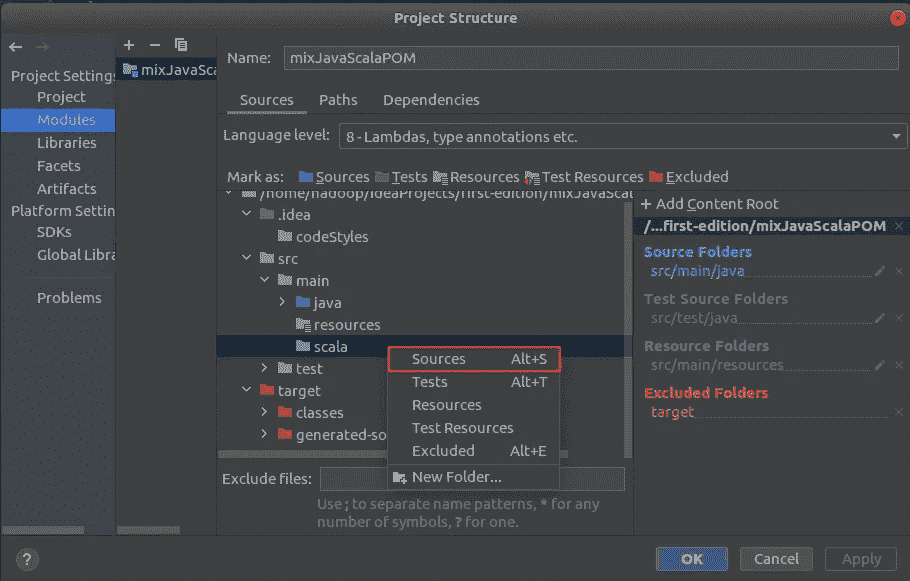 Project Structure
Project Settings
Project
Modules
Libraries
Facets
Artifacts
Platform Settin
SDKs
Global Libra
Problems
mixJavaSca
Name: mixJavaScalaPOM
Sources Paths Dependencies
Language level: 8 - Lambdas, type annotations etc.
Mark as: Sources Tests Resources Test Resources Excluded
/home/hadoop/IdeaProjects/first-edition/mixJavaScal
.idea
codeStyles
src
main
java
resources
scala
test
target
classes
generated-so
Sources Alt+S
Tests Alt+T
Resources
Test Resources
Excluded Alt+E
New Folder...
+ Add Content Root
/...first-edition/mixJavaScalaPOM
Source Folders
src/main/java
Test Source Folders
src/test/java
Resource Folders
src/main/resources
Excluded Folders
target
Exclude files:
Use ; to separate name patterns, * for any
number of symbols, ? for one.
? OK Cancel Apply